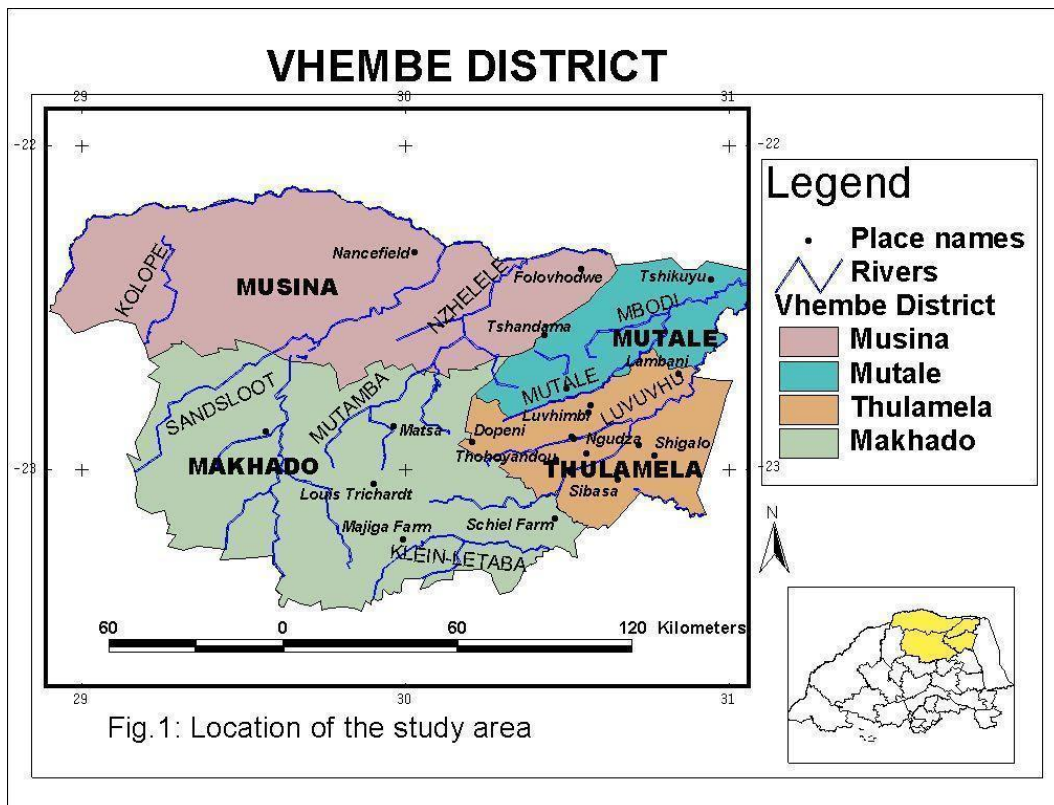 VHEMBE DISTRICT
29 30 31
-22 -22
KOLOPE
Nancefield
MUSINA
NZHELELE
Folovhodwe
Tshikuyu
MBODI
Tshandama
MUTALE
Lambani
MUTALE
SANDSLOOT
MUTAMBA
Luvhimbi
LUVUVHU
Matsa
Dopeni
Ngudza
Shigalo
Thohoyandou
-23 -23
MAKHADO
THULAMELA
Louis Trichardt
Sibasa
Majiga Farm
Schiel Farm
KLEIN-LETABA
60 0 60 120 Kilometers
29 30 31
Fig.1: Location of the study area
Legend
Place names
Rivers
Vhembe District
Musina
Mutale
Thulamela
Makhado
N